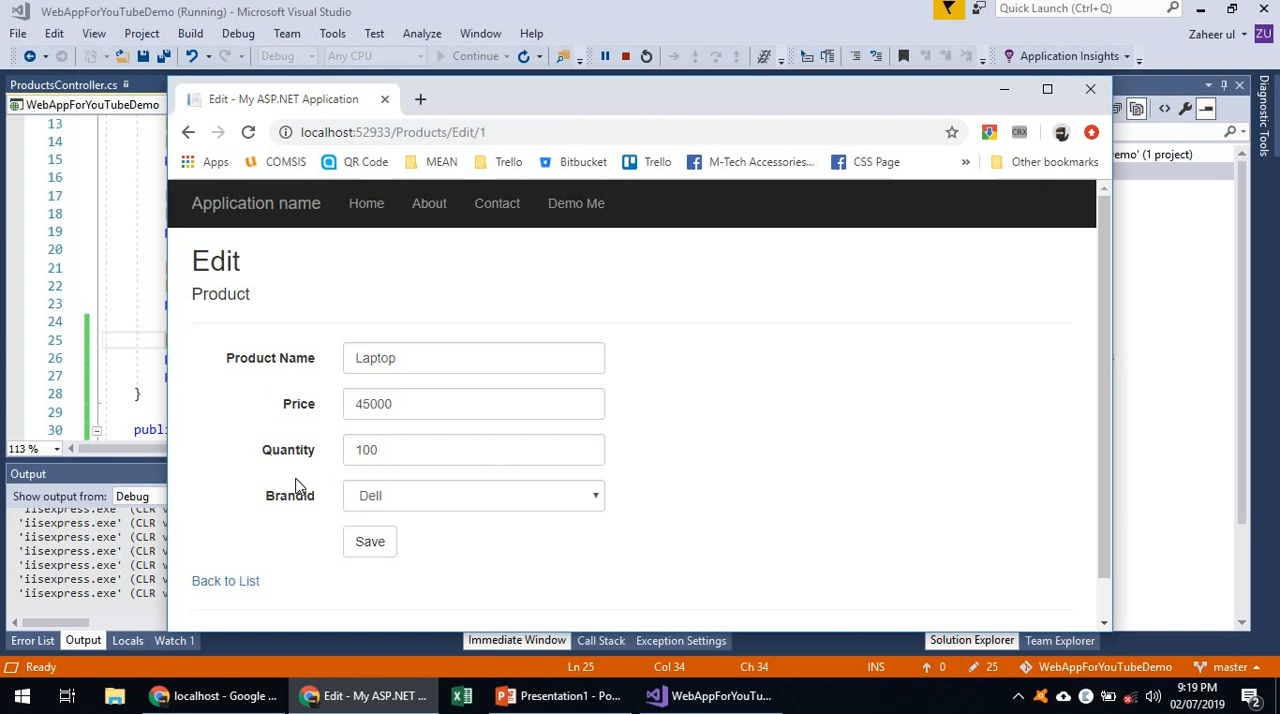 WebAppForYouTubeDemo (Running) - Microsoft Visual Studio
Quick Launch (Ctrl+Q)
File Edit View Project Build Debug Team Tools Test Analyze Window Help
Zaheer ul ZU
Debug Any CPU Continue Application Insights
ProductsController.cs
WebAppForYouTubeDemo
13
14
15
16
17
18
19
20
21
22
23
24
25
26
27
28 }
29
30 publi
113 %
Edit - My ASP.NET Application
localhost:52933/Products/Edit/1
CRX
Apps COMSIS QR Code MEAN Trello Bitbucket Trello M-Tech Accessories... CSS Page » Other bookmarks
emo' (1 project)
Diagnostic Tools
Application name Home About Contact Demo Me
Edit
Product
Product Name Laptop
Price 45000
Quantity 100
BrandId Dell
Save
Back to List
Output
Show output from: Debug
'iisexpress.exe' (CLR v
'iisexpress.exe' (CLR v
'iisexpress.exe' (CLR v
'iisexpress.exe' (CLR v
'iisexpress.exe' (CLR v
'iisexpress.exe' (CLR v
'iisexpress.exe' (CLR v
Error List Output Locals Watch 1 Immediate Window Call Stack Exception Settings Solution Explorer Team Explorer
Ready Ln 25 Col 34 Ch 34 INS 0 25 WebAppForYouTubeDemo master
localhost - Google ... Edit - My ASP.NET ... Presentation1 - Po... WebAppForYouTu... 9:19 PM
02/07/2019
2